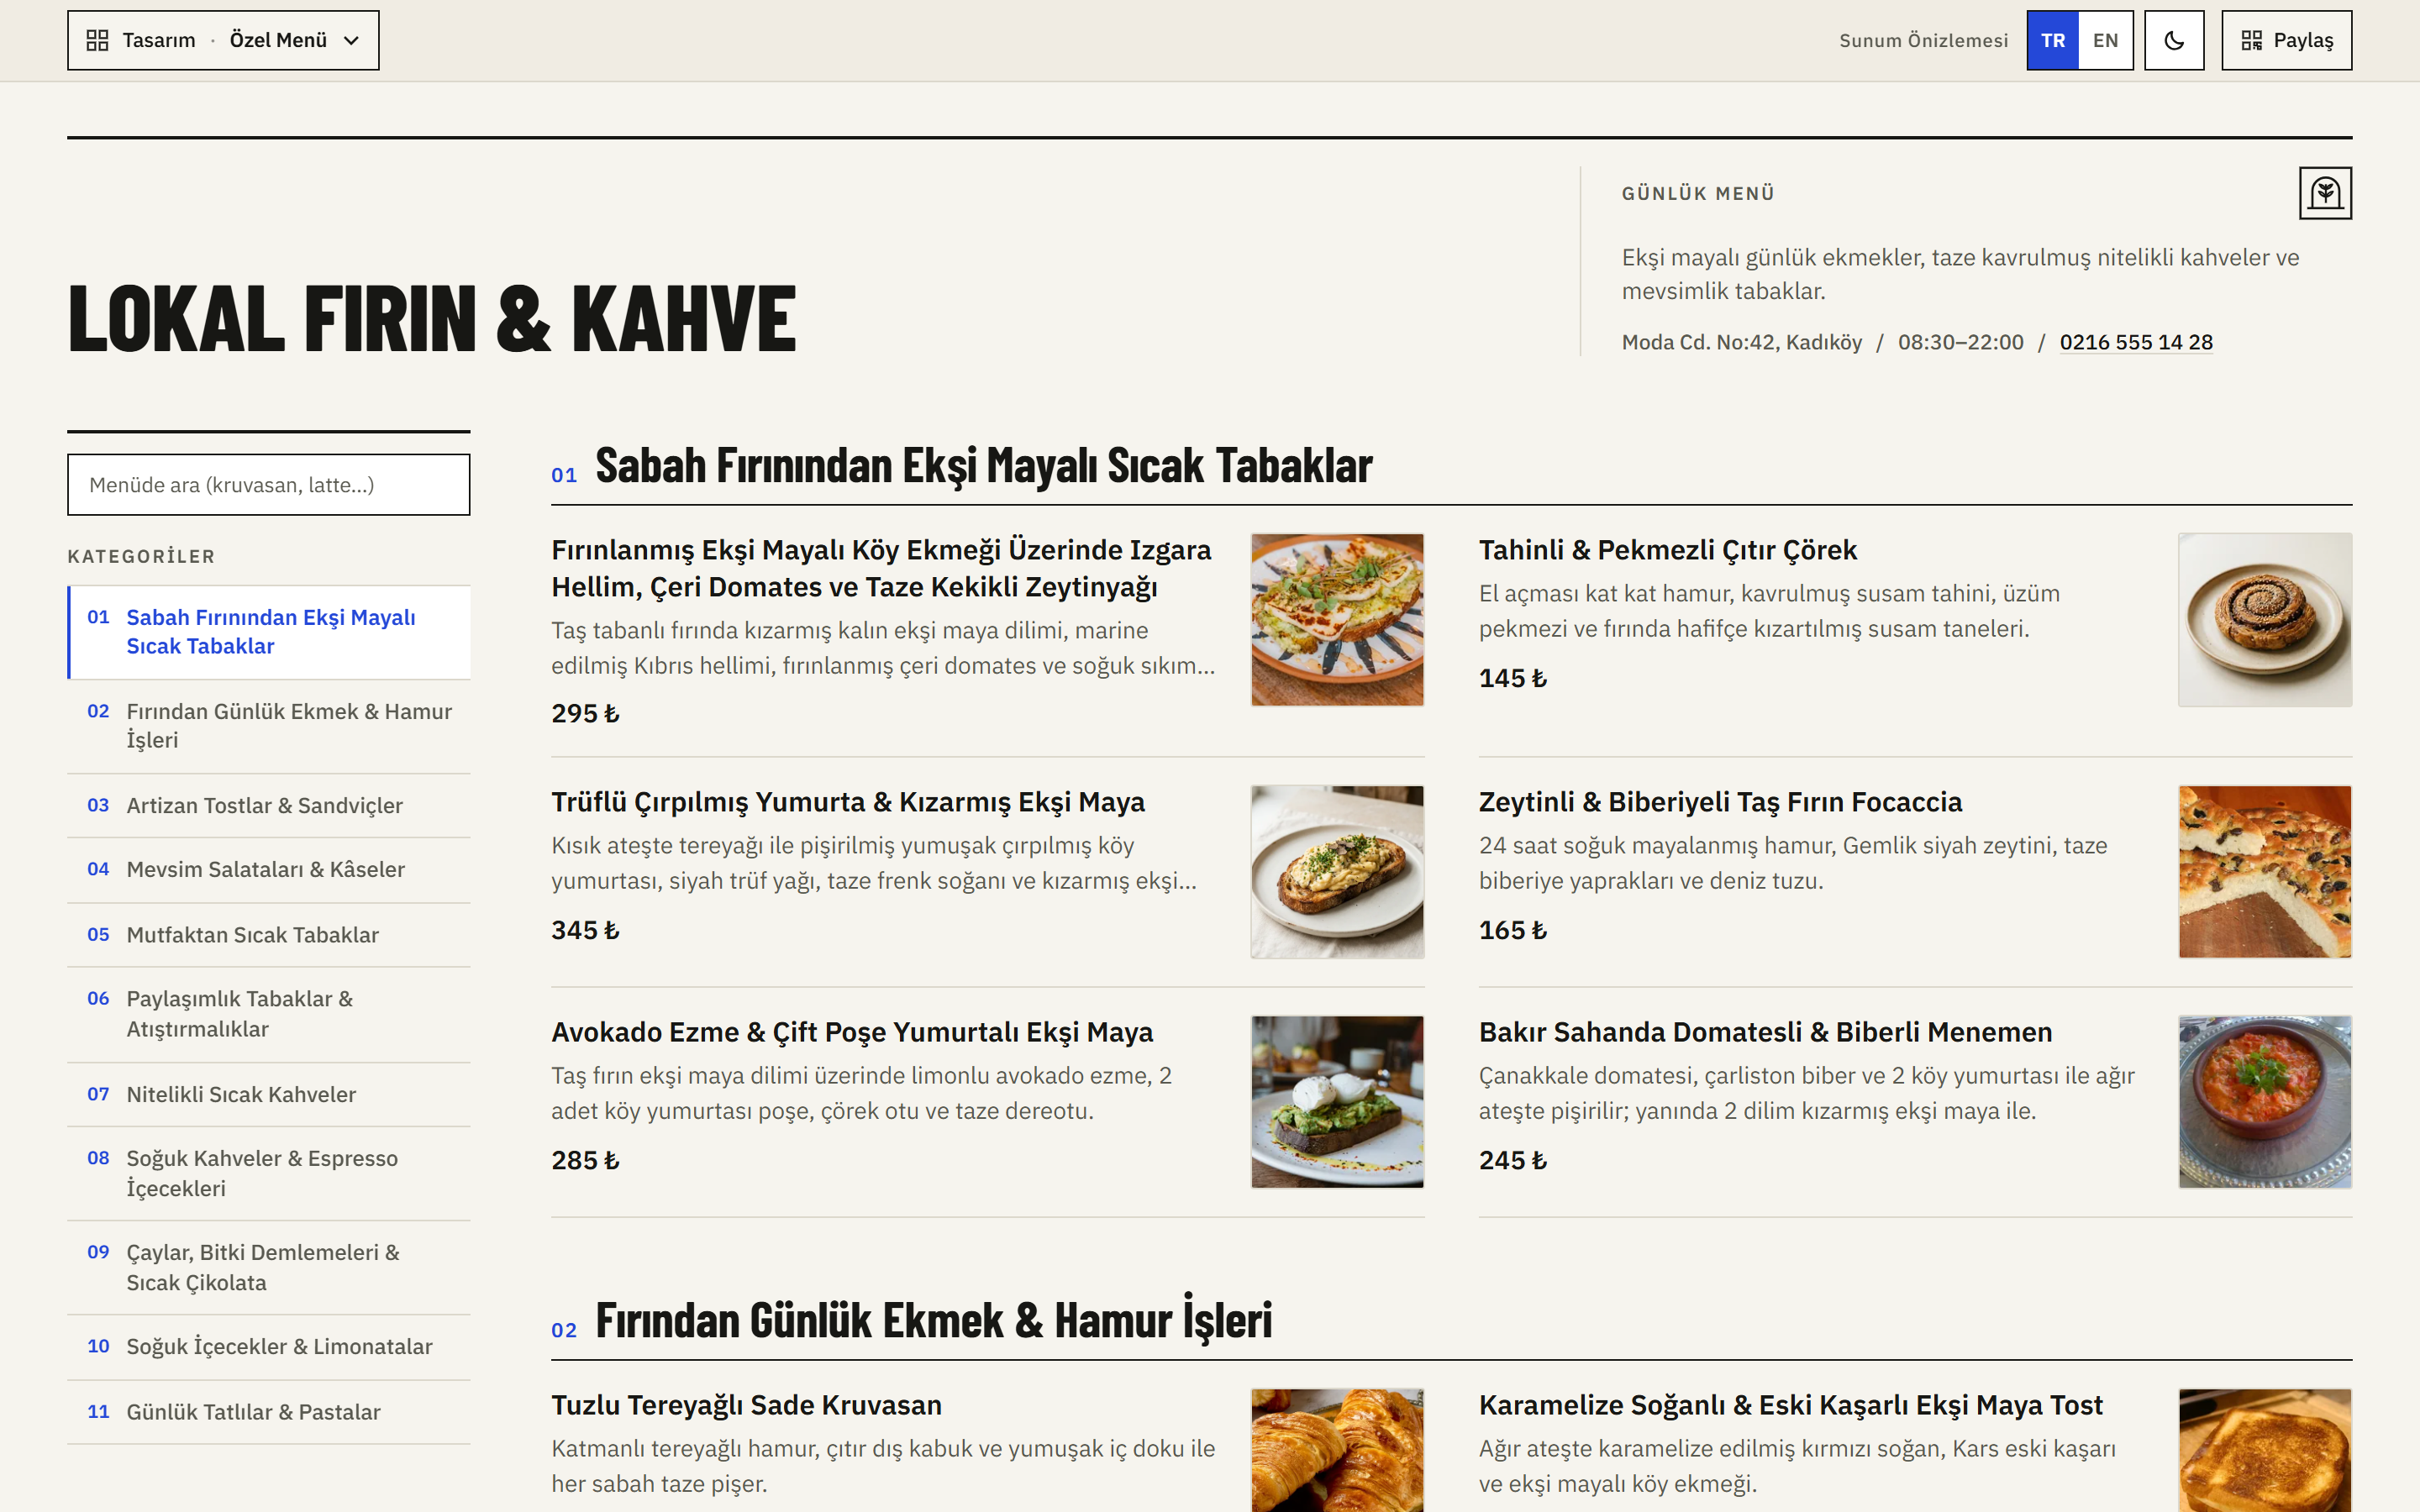 Tasarım · Özel Menü
Sunum Önizlemesi
TR
EN
Paylaş
GÜNLÜK MENÜ
Ekşi mayalı günlük ekmekler, taze kavrulmuş nitelikli kahveler ve
mevsimlik tabaklar.
Moda Cd. No:42, Kadıköy / 08:30–22:00 / 0216 555 14 28
LOKAL FIRIN & KAHVE
Menüde ara (kruvasan, latte...)
KATEGORİLER
01 Sabah Fırınından Ekşi Mayalı
Sıcak Tabaklar
02 Fırından Günlük Ekmek & Hamur
İşleri
03 Artizan Tostlar & Sandviçler
04 Mevsim Salataları & Kâseler
05 Mutfaktan Sıcak Tabaklar
06 Paylaşımlık Tabaklar &
Atıştırmalıklar
07 Nitelikli Sıcak Kahveler
08 Soğuk Kahveler & Espresso
İçecekleri
09 Çaylar, Bitki Demlemeleri &
Sıcak Çikolata
10 Soğuk İçecekler & Limonatalar
11 Günlük Tatlılar & Pastalar
01 Sabah Fırınından Ekşi Mayalı Sıcak Tabaklar
Fırınlanmış Ekşi Mayalı Köy Ekmeği Üzerinde Izgara
Hellim, Çeri Domates ve Taze Kekikli Zeytinyağı
Taş tabanlı fırında kızarmış kalın ekşi maya dilimi, marine
edilmiş Kıbrıs hellimi, fırınlanmış çeri domates ve soğuk sıkım...
295 ₺
Tahinli & Pekmezli Çıtır Çörek
El açması kat kat hamur, kavrulmuş susam tahini, üzüm
pekmezi ve fırında hafifçe kızartılmış susam taneleri.
145 ₺
Trüflü Çırpılmış Yumurta & Kızarmış Ekşi Maya
Kısık ateşte tereyağı ile pişirilmiş yumuşak çırpılmış köy
yumurtası, siyah trüf yağı, taze frenk soğanı ve kızarmış ekşi...
345 ₺
Zeytinli & Biberiyeli Taş Fırın Focaccia
24 saat soğuk mayalanmış hamur, Gemlik siyah zeytini, taze
biberiye yaprakları ve deniz tuzu.
165 ₺
Avokado Ezme & Çift Poşe Yumurtalı Ekşi Maya
Taş fırın ekşi maya dilimi üzerinde limonlu avokado ezme, 2
adet köy yumurtası poşe, çörek otu ve taze dereotu.
285 ₺
Bakır Sahanda Domatesli & Biberli Menemen
Çanakkale domatesi, çarliston biber ve 2 köy yumurtası ile ağır
ateşte pişirilir; yanında 2 dilim kızarmış ekşi maya ile.
245 ₺
02 Fırından Günlük Ekmek & Hamur İşleri
Tuzlu Tereyağlı Sade Kruvasan
Katmanlı tereyağlı hamur, çıtır dış kabuk ve yumuşak iç doku ile
her sabah taze pişer.
Karamelize Soğanlı & Eski Kaşarlı Ekşi Maya Tost
Ağır ateşte karamelize edilmiş kırmızı soğan, Kars eski kaşarı
ve ekşi mayalı köy ekmeği.